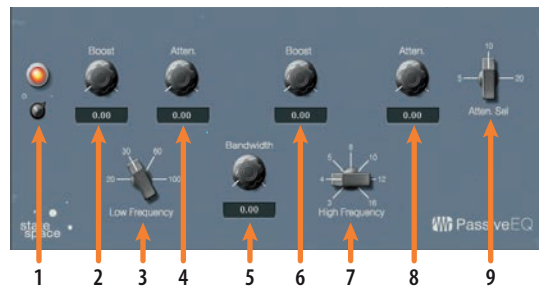 10
Boost Atten. Boost Atten.
5 20
Atten. Sel
0.00 0.00 0.00 0.00
Bandwidth
30 60
20 100
Low Frequency
0.00
8
5 10
4 12
3 16
High Frequency
state
space
PassiveEQ
1 2 3 4 5 6 7 8 9